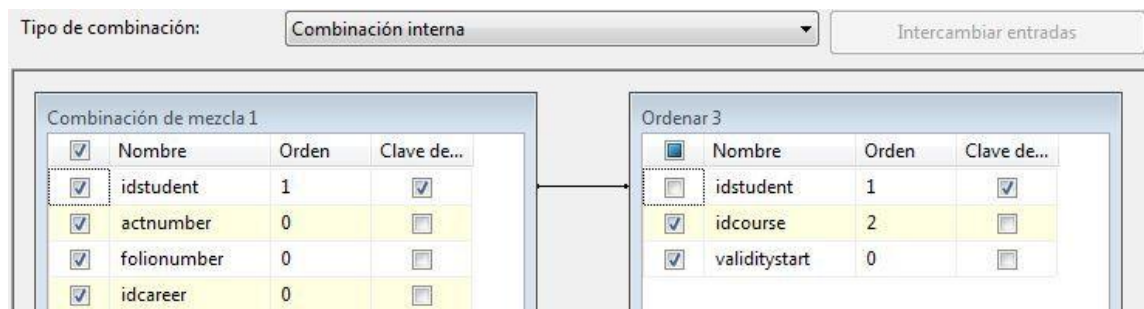 Tipo de combinación: Combinación interna Intercambiar entradas
Combinación de mezcla 1
Nombre Orden Clave de...
idstudent 1
actnumber 0
folionumber 0
idcareer 0
Ordenar 3
Nombre Orden Clave de...
idstudent 1
idcourse 2
validitystart 0